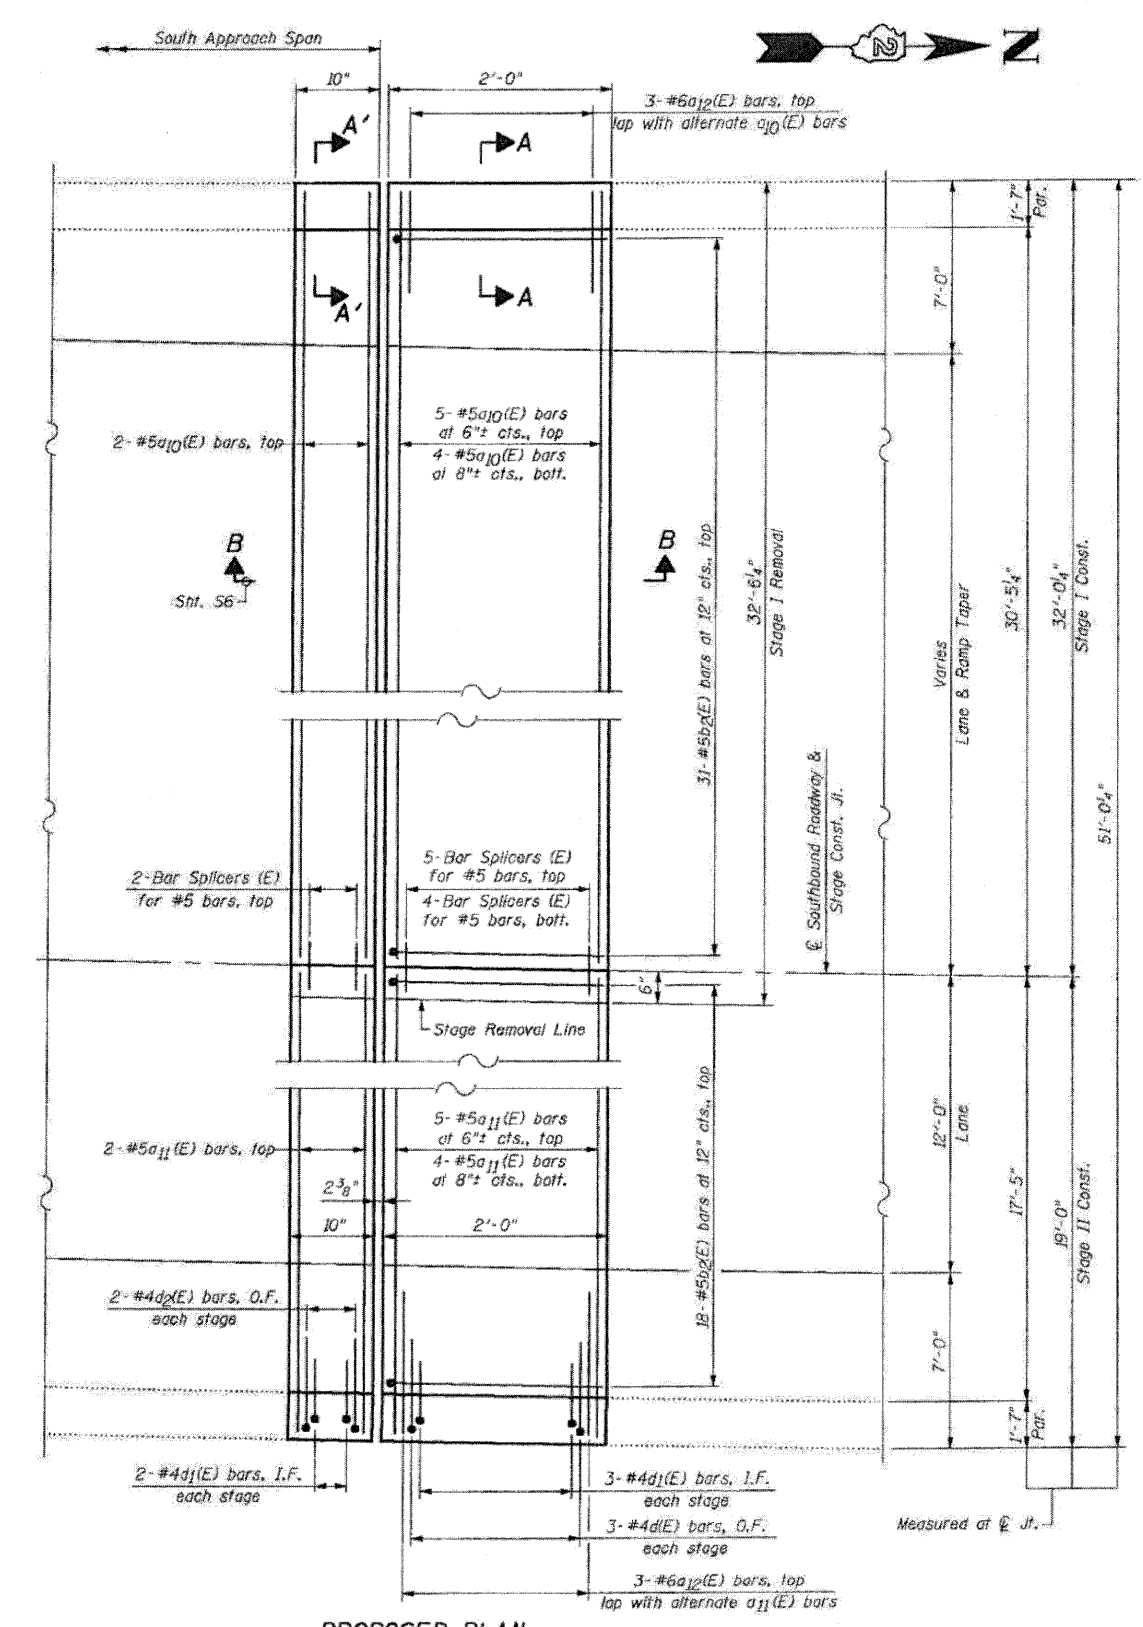 South Approach Span
2
N
10"
2'-0"
3-#6a12(E) bars, top
lap with alternate a10(E) bars
A'
A
A'
A
1'-7"
Par.
7'-0"
2-#5a10(E) bars, top
5-#5a10(E) bars
at 6"± cts., top
4-#5a10(E) bars
at 8"± cts., bott.
B
B
Sht. S6
31-#5b2(E) bars at 12" cts., top
32'-6¼"
Stage I Removal
Varies
Lane & Ramp Taper
30'-5¼"
32'-0¼"
Stage I Const.
51'-0¼"
℄ Southbound Roadway &
Stage Const. Jt.
2-Bar Splicers (E)
for #5 bars, top
5-Bar Splicers (E)
for #5 bars, top
4-Bar Splicers (E)
for #5 bars, bott.
6"
Stage Removal Line
2-#5a11(E) bars, top
5-#5a11(E) bars
at 6"± cts., top
4-#5a11(E) bars
at 8"± cts., bott.
2⅜"
10"
2'-0"
18-#5b2(E) bars at 12" cts., top
12'-0"
Lane
17'-5"
19'-0"
Stage II Const.
2-#4d2(E) bars, O.F.
each stage
7'-0"
1'-7"
Par.
2-#4d1(E) bars, I.F.
each stage
3-#4d1(E) bars, I.F.
each stage
3-#4d(E) bars, O.F.
each stage
Measured at ℄ Jt.
3-#6a12(E) bars, top
lap with alternate a11(E) bars
PROPOSED PLAN